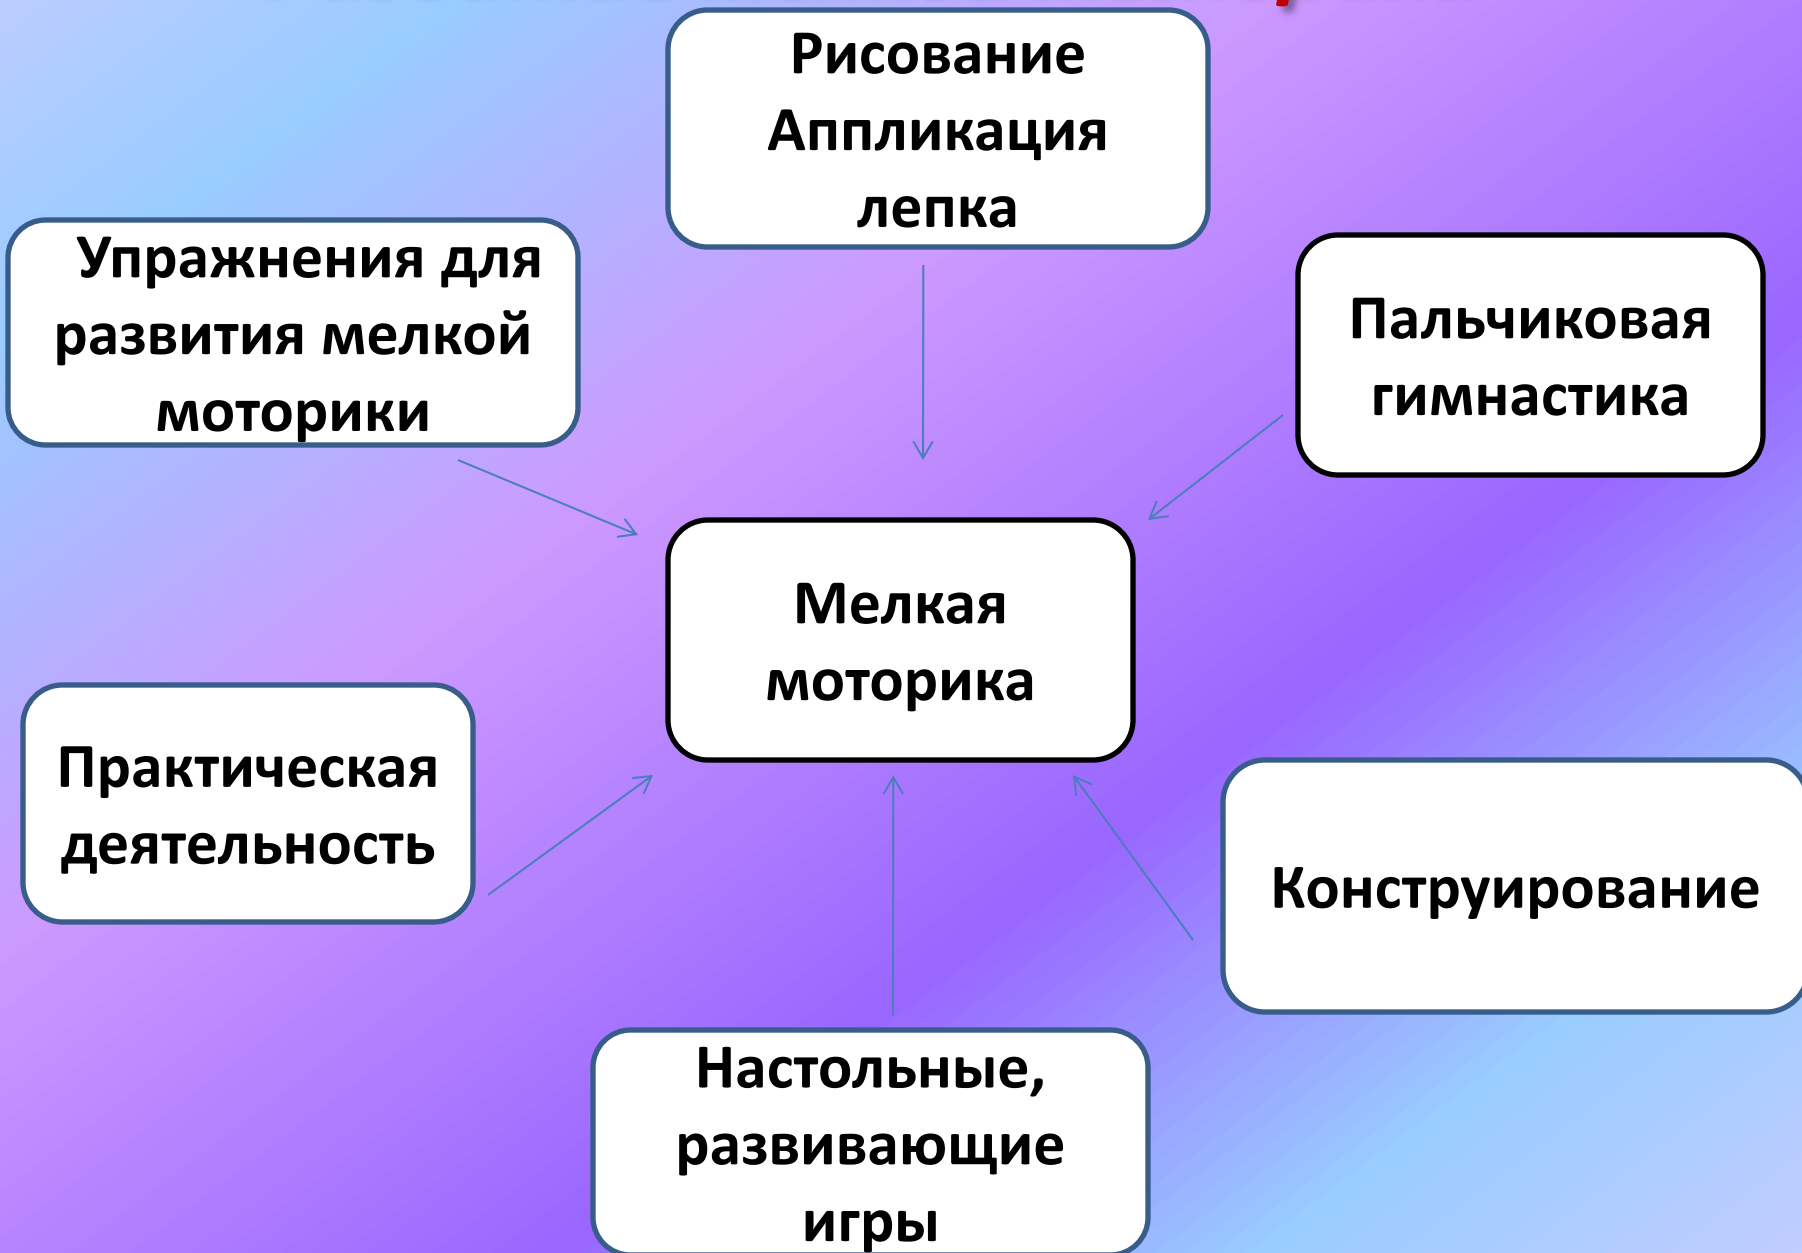 Рисование
Аппликация
лепка
Упражнения для
развития мелкой
моторики
Пальчиковая
гимнастика
Мелкая
моторика
Практическая
деятельность
Конструирование
Настольные,
развивающие
игры